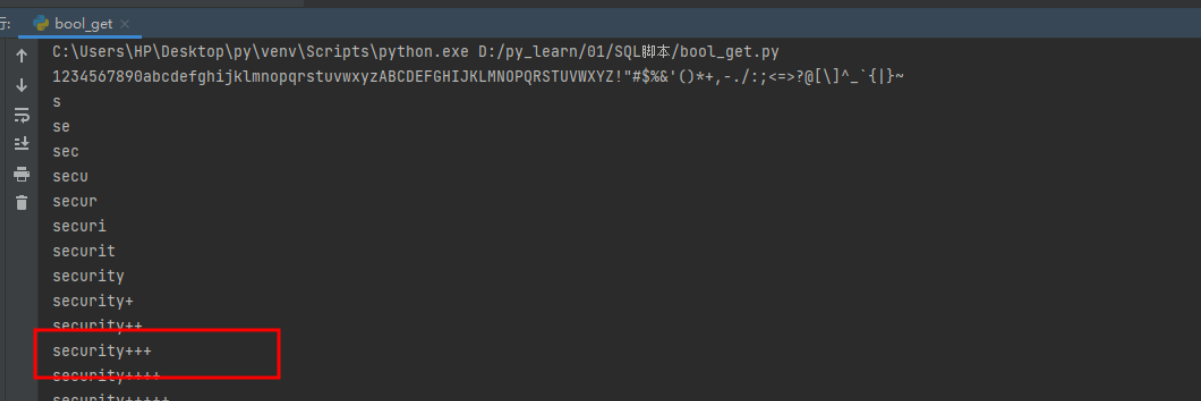 行:
bool_get
C:\Users\HP\Desktop\py\venv\Scripts\python.exe D:/py_learn/01/SQL脚本/bool_get.py
1234567890abcdefghijklmnopqrstuvwxyzABCDEFGHIJKLMNOPQRSTUVWXYZ!"#$%&'()*+,-./:;<=>?@[\]^_`{|}~
s
se
sec
secu
secur
securi
securit
security
security+
security++
security+++
security++++
security+++++